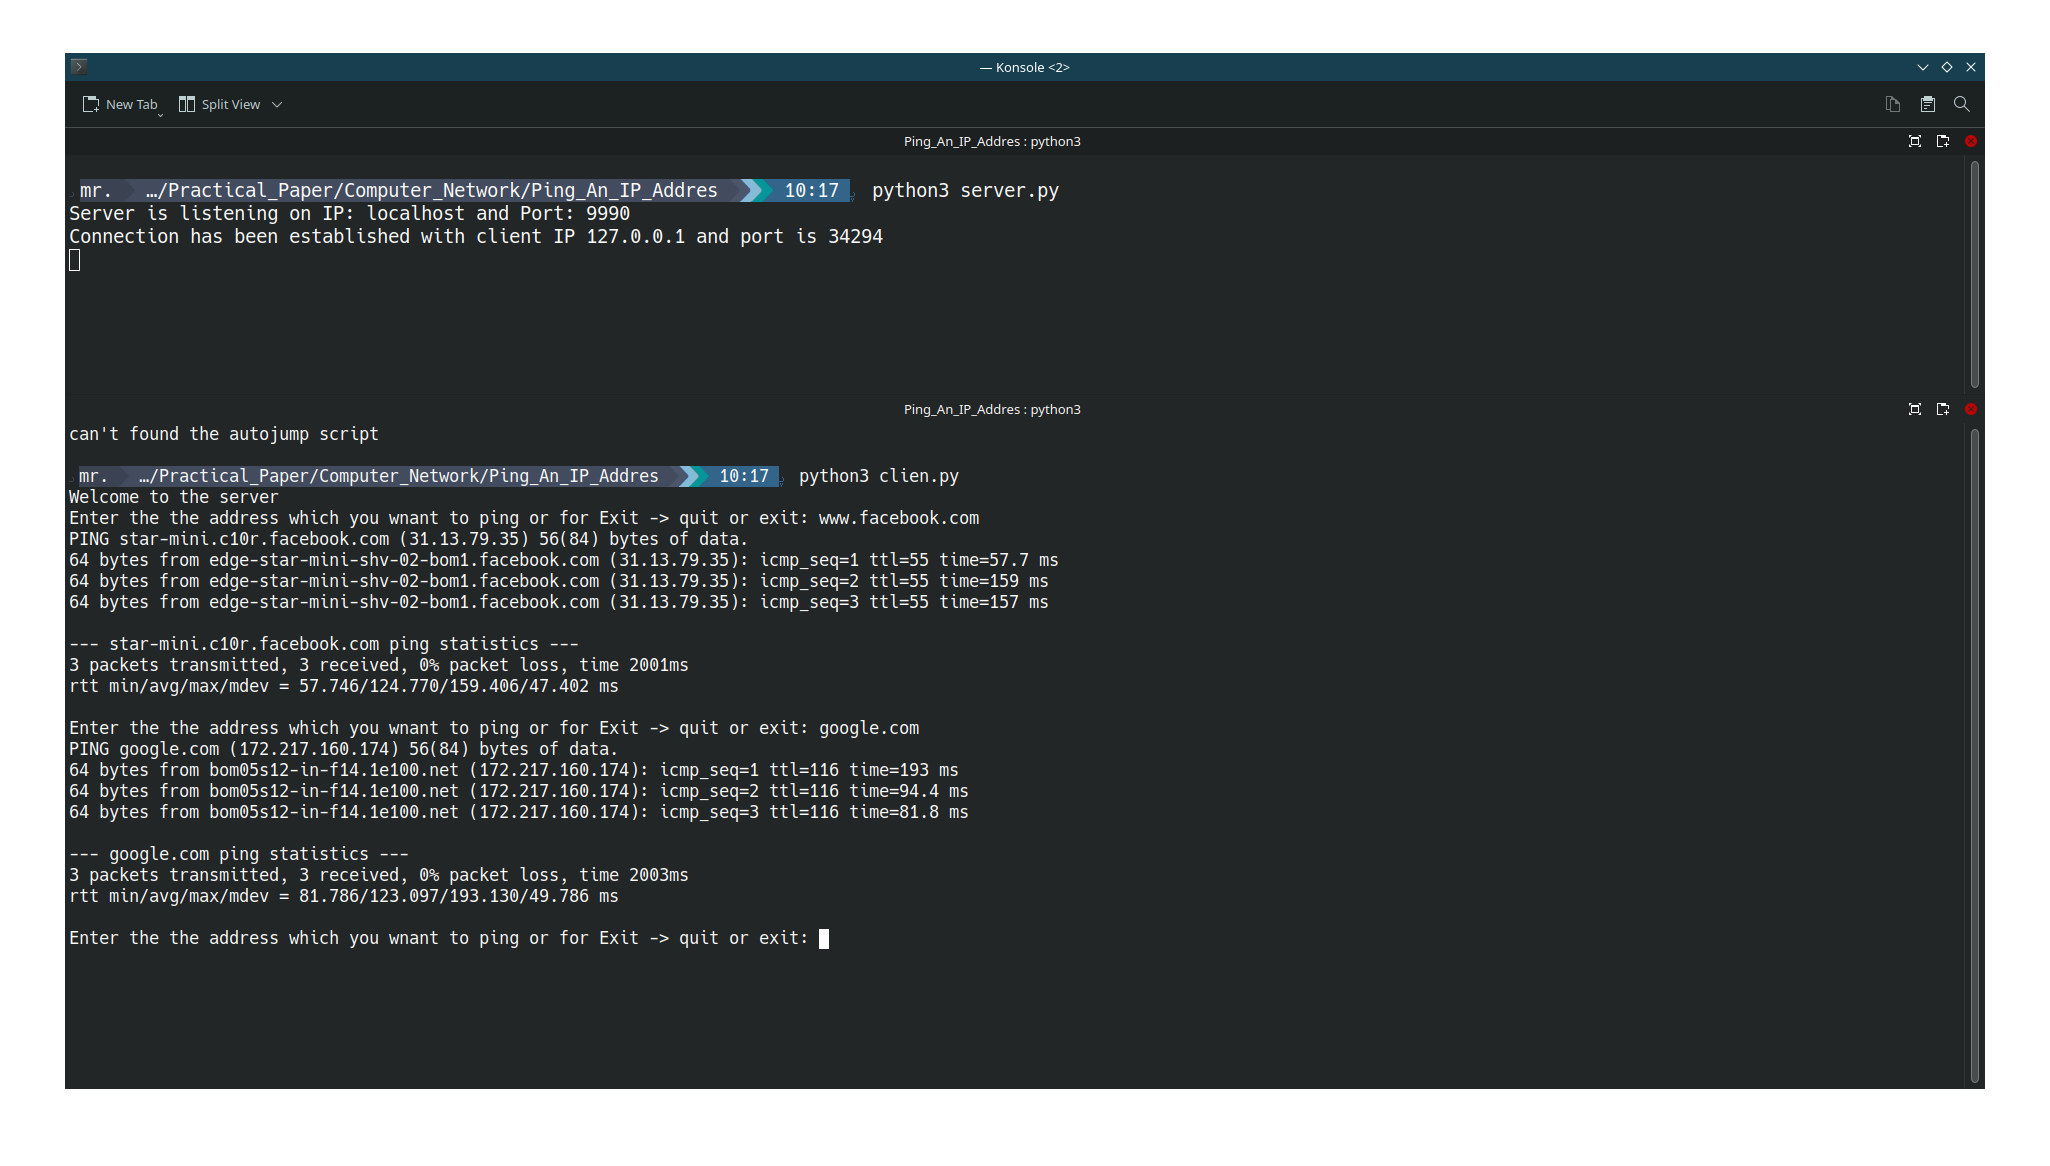 — Konsole <2>
New Tab Split View
Ping_An_IP_Addres : python3
mr. …/Practical_Paper/Computer_Network/Ping_An_IP_Addres 10:17 python3 server.py
Server is listening on IP: localhost and Port: 9990
Connection has been established with client IP 127.0.0.1 and port is 34294
Ping_An_IP_Addres : python3
can't found the autojump script
mr. …/Practical_Paper/Computer_Network/Ping_An_IP_Addres 10:17 python3 clien.py
Welcome to the server
Enter the the address which you wnant to ping or for Exit -> quit or exit: www.facebook.com
PING star-mini.c10r.facebook.com (31.13.79.35) 56(84) bytes of data.
64 bytes from edge-star-mini-shv-02-bom1.facebook.com (31.13.79.35): icmp_seq=1 ttl=55 time=57.7 ms
64 bytes from edge-star-mini-shv-02-bom1.facebook.com (31.13.79.35): icmp_seq=2 ttl=55 time=159 ms
64 bytes from edge-star-mini-shv-02-bom1.facebook.com (31.13.79.35): icmp_seq=3 ttl=55 time=157 ms
--- star-mini.c10r.facebook.com ping statistics ---
3 packets transmitted, 3 received, 0% packet loss, time 2001ms
rtt min/avg/max/mdev = 57.746/124.770/159.406/47.402 ms
Enter the the address which you wnant to ping or for Exit -> quit or exit: google.com
PING google.com (172.217.160.174) 56(84) bytes of data.
64 bytes from bom05s12-in-f14.1e100.net (172.217.160.174): icmp_seq=1 ttl=116 time=193 ms
64 bytes from bom05s12-in-f14.1e100.net (172.217.160.174): icmp_seq=2 ttl=116 time=94.4 ms
64 bytes from bom05s12-in-f14.1e100.net (172.217.160.174): icmp_seq=3 ttl=116 time=81.8 ms
--- google.com ping statistics ---
3 packets transmitted, 3 received, 0% packet loss, time 2003ms
rtt min/avg/max/mdev = 81.786/123.097/193.130/49.786 ms
Enter the the address which you wnant to ping or for Exit -> quit or exit: